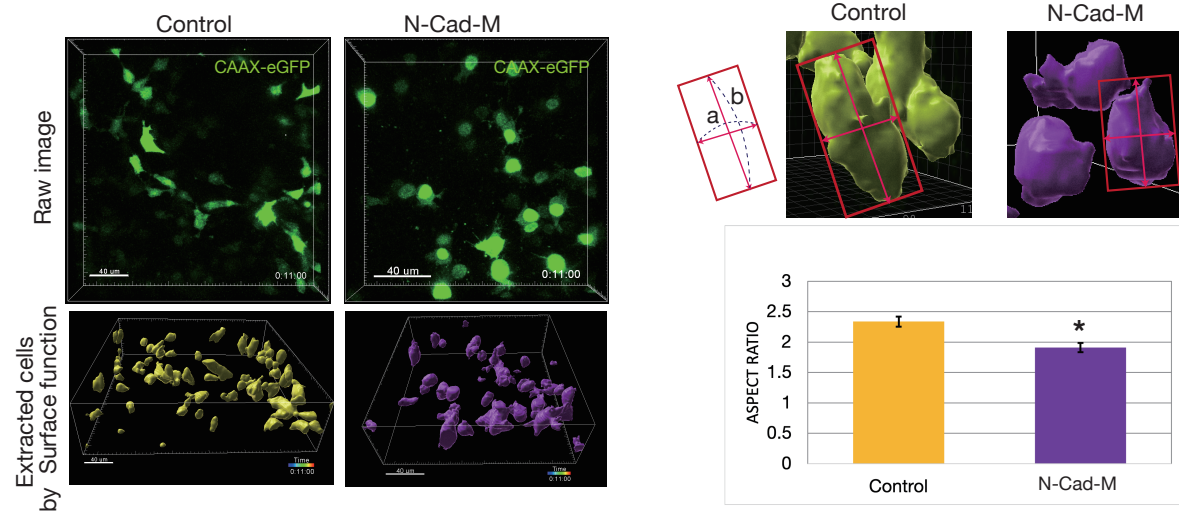 Control
N-Cad-M
Raw image
CAAX-eGFP
CAAX-eGFP
40 um
0:11:00
40 um
0:11:00
Extracted cells
by Surface function
40 um
Time
0:11:00
40 um
Time
0:11:00
Control
N-Cad-M
a
b
ASPECT RATIO
3
2.5
2
1.5
1
0.5
0
*
Control
N-Cad-M